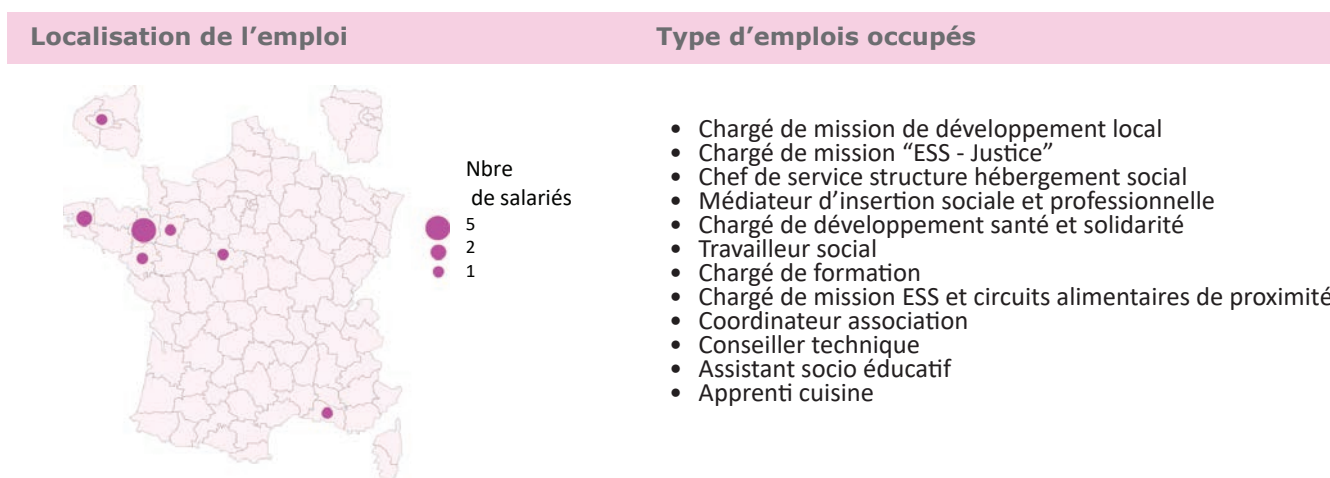 Localisation de l’emploi
Type d’emplois occupés
Nbre
de salariés
5
2
1
• Chargé de mission de développement local
• Chargé de mission “ESS - Justice”
• Chef de service structure hébergement social
• Médiateur d’insertion sociale et professionnelle
• Chargé de développement santé et solidarité
• Travailleur social
• Chargé de formation
• Chargé de mission ESS et circuits alimentaires de proximité
• Coordinateur association
• Conseiller technique
• Assistant socio éducatif
• Apprenti cuisine